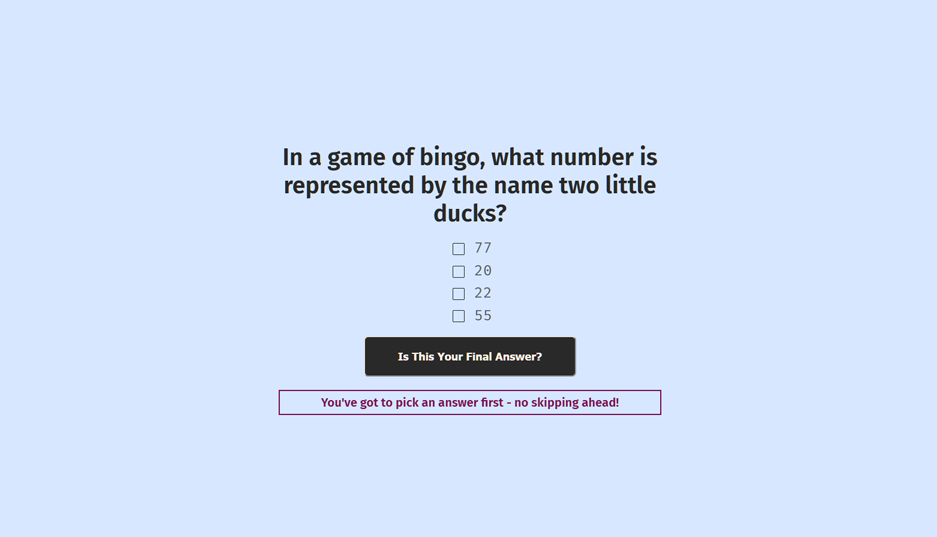 In a game of bingo, what number is
represented by the name two little
ducks?
77
20
22
55
Is This Your Final Answer?
You've got to pick an answer first - no skipping ahead!